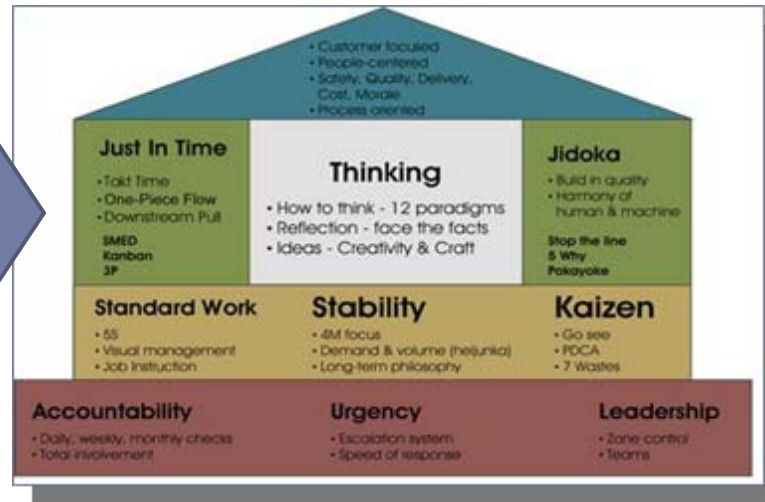 • Customer focused
• People-centered
• Safety, Quality, Delivery,
Cost, Morale
• Process oriented
Just In Time
• Takt Time
• One-Piece Flow
• Downstream Pull
SMED
Kanban
3P
Thinking
• How to think - 12 paradigms
• Reflection - face the facts
• Ideas - Creativity & Craft
Jidoka
• Build in quality
• Harmony of
human & machine
Stop the line
5 Why
Pokayoke
Standard Work
• 5S
• Visual management
• Job Instruction
Stability
• 4M focus
• Demand & volume (heijunka)
• Long-term philosophy
Kaizen
• Go see
• PDCA
• 7 Wastes
Accountability
• Daily, weekly, monthly checks
• Total involvement
Urgency
• Escalation system
• Speed of response
Leadership
• Zone control
• Teams